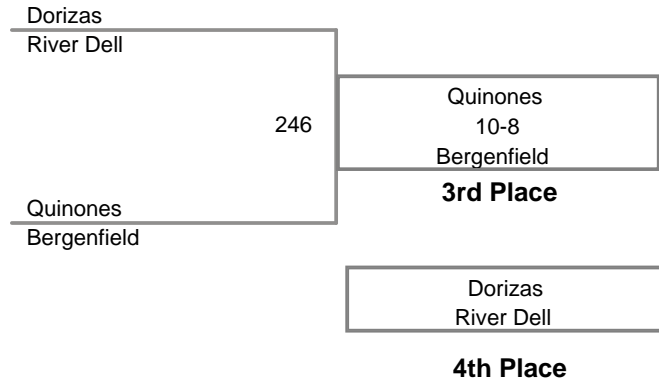 Dorizas
River Dell
246
Quinones
10-8
Bergenfield
3rd Place
Quinones
Bergenfield
Dorizas
River Dell
4th Place